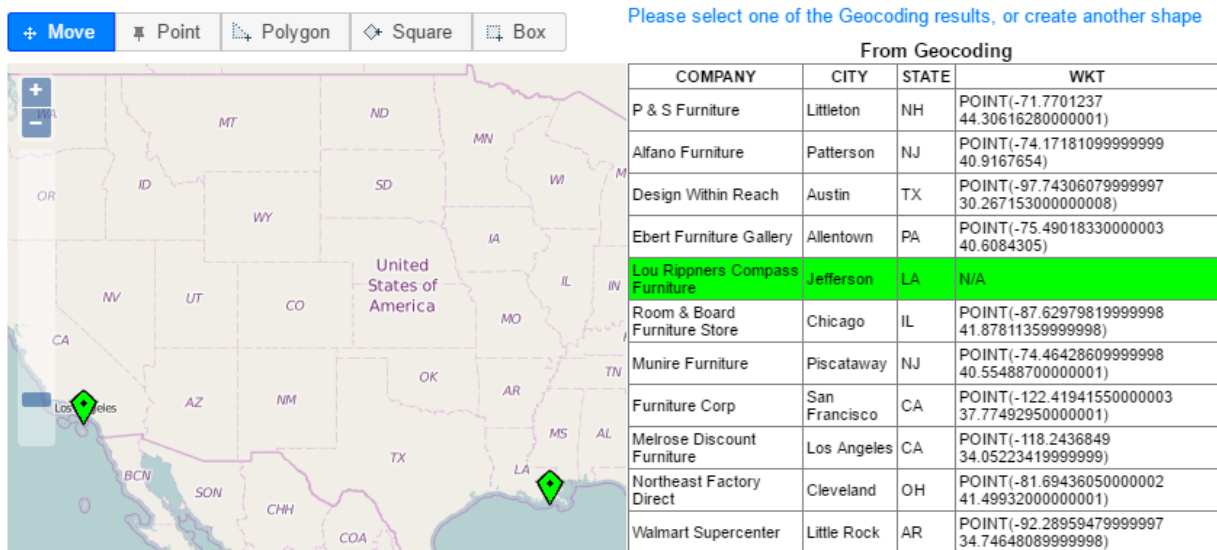 Move
Point
Polygon
Square
Box
Please select one of the Geocoding results, or create another shape
From Geocoding
COMPANY CITY STATE WKT
P & S Furniture Littleton NH POINT(-71.7701237
44.30616280000001)
Alfano Furniture Patterson NJ POINT(-74.17181099999999
40.9167654)
Design Within Reach Austin TX POINT(-97.74306079999997
30.267153000000008)
Ebert Furniture Gallery Allentown PA POINT(-75.49018330000003
40.6084305)
Lou Rippners Compass
Furniture Jefferson LA N/A
Room & Board
Furniture Store Chicago IL POINT(-87.62979819999998
41.87811359999998)
Munire Furniture Piscataway NJ POINT(-74.46428609999998
40.55488700000001)
Furniture Corp San
Francisco CA POINT(-122.41941550000003
37.77492950000001)
Melrose Discount
Furniture Los Angeles CA POINT(-118.2436849
34.05223419999999)
Northeast Factory
Direct Cleveland OH POINT(-81.69436050000002
41.49932000000001)
Walmart Supercenter Little Rock AR POINT(-92.28959479999997
34.74648089999998)
+
−
WA
MT
ND
MN
OR
ID
SD
WI
M
WY
IA
United
States of
America
NV
UT
CO
IL
IN
MO
CA
OK
TN
AZ
NM
AR
MS
AL
TX
LA
BCN
SON
CHH
COA